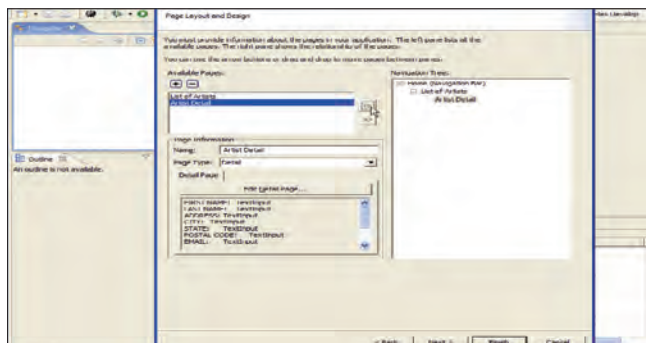 Page Layout and Design
You must provide information about the pages in your application. The left pane lists all the
available pages. The right pane shows the relationship of the pages.
You can use the arrow buttons or drag and drop to move pages between panes.
Available Pages:
Navigation Tree:
List of Artists
Artist Detail
Home (Navigation Bar)
List of Artists
Artist Detail
Page Information
Name: Artist Detail
Page Type: Detail
Detail Page
Edit Detail Page...
FIRST NAME: TextInput
LAST NAME: TextInput
ADDRESS: TextInput
CITY: TextInput
STATE: TextInput
POSTAL CODE: TextInput
EMAIL: TextInput
Outline
An outline is not available.
< Back
Next >
Finish
Cancel